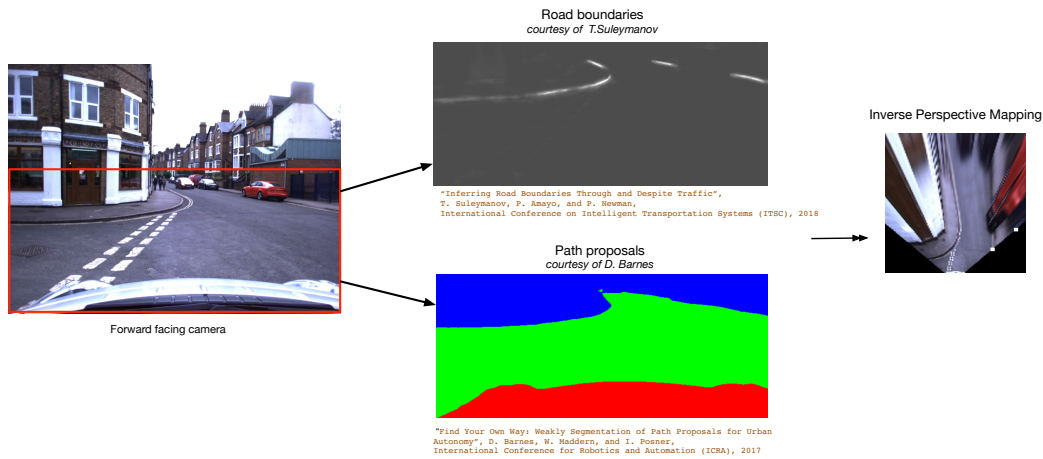 Road boundaries
courtesy of T.Suleymanov
"Inferring Road Boundaries Through and Despite Traffic",
T. Suleymanov, P. Amayo, and P. Newman,
International Conference on Intelligent Transportation Systems (ITSC), 2018
Forward facing camera
Path proposals
courtesy of D. Barnes
"Find Your Own Way: Weakly Segmentation of Path Proposals for Urban
Autonomy", D. Barnes, W. Maddern, and I. Posner,
International Conference for Robotics and Automation (ICRA), 2017
Inverse Perspective Mapping